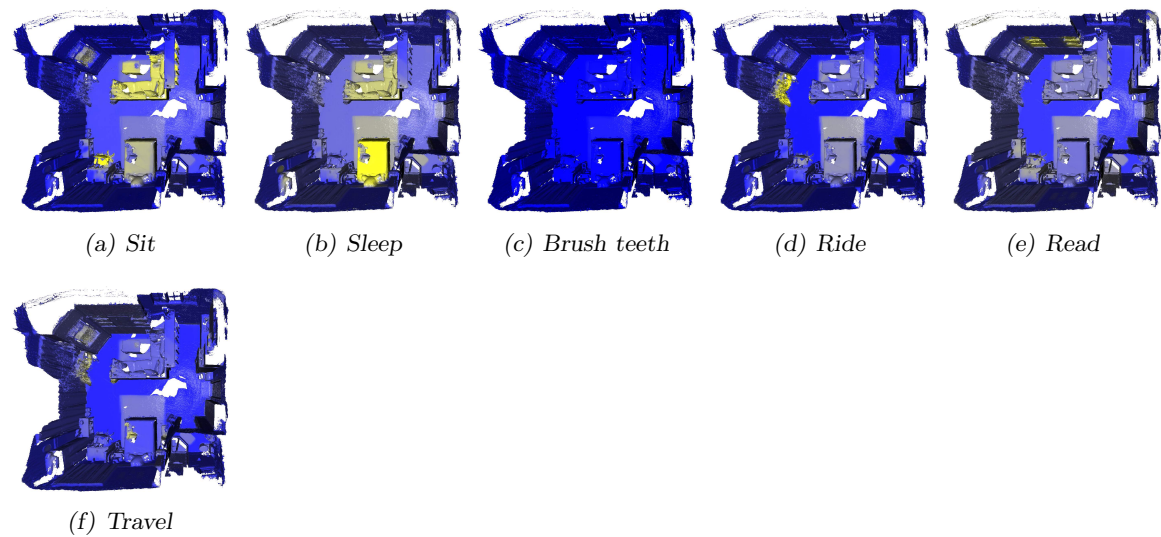 (a) Sit
(b) Sleep
(c) Brush teeth
(d) Ride
(e) Read
(f) Travel